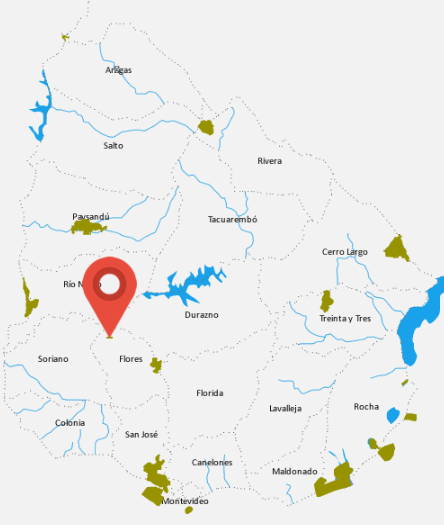 Artigas
Salto
Rivera
Paysandú
Tacuarembó
Cerro Largo
Río N
Durazno
Treinta y Tres
Soriano
Flores
Florida
Lavalleja
Rocha
Colonia
San José
Canelones
Maldonado
Montevideo